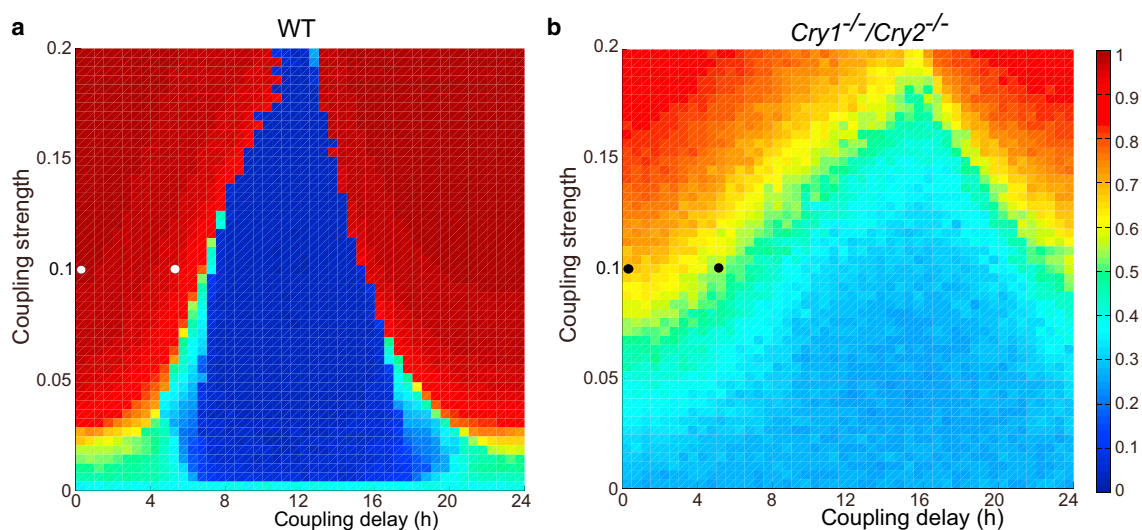 a
WT
Coupling strength
0.2
0.15
0.1
0.05
0
0 4 8 12 16 20 24
Coupling delay (h)
b
Cry1-/-/Cry2-/-
Coupling strength
0.2
0.15
0.1
0.05
0
0 4 8 12 16 20 24
Coupling delay (h)
1
0.9
0.8
0.7
0.6
0.5
0.4
0.3
0.2
0.1
0